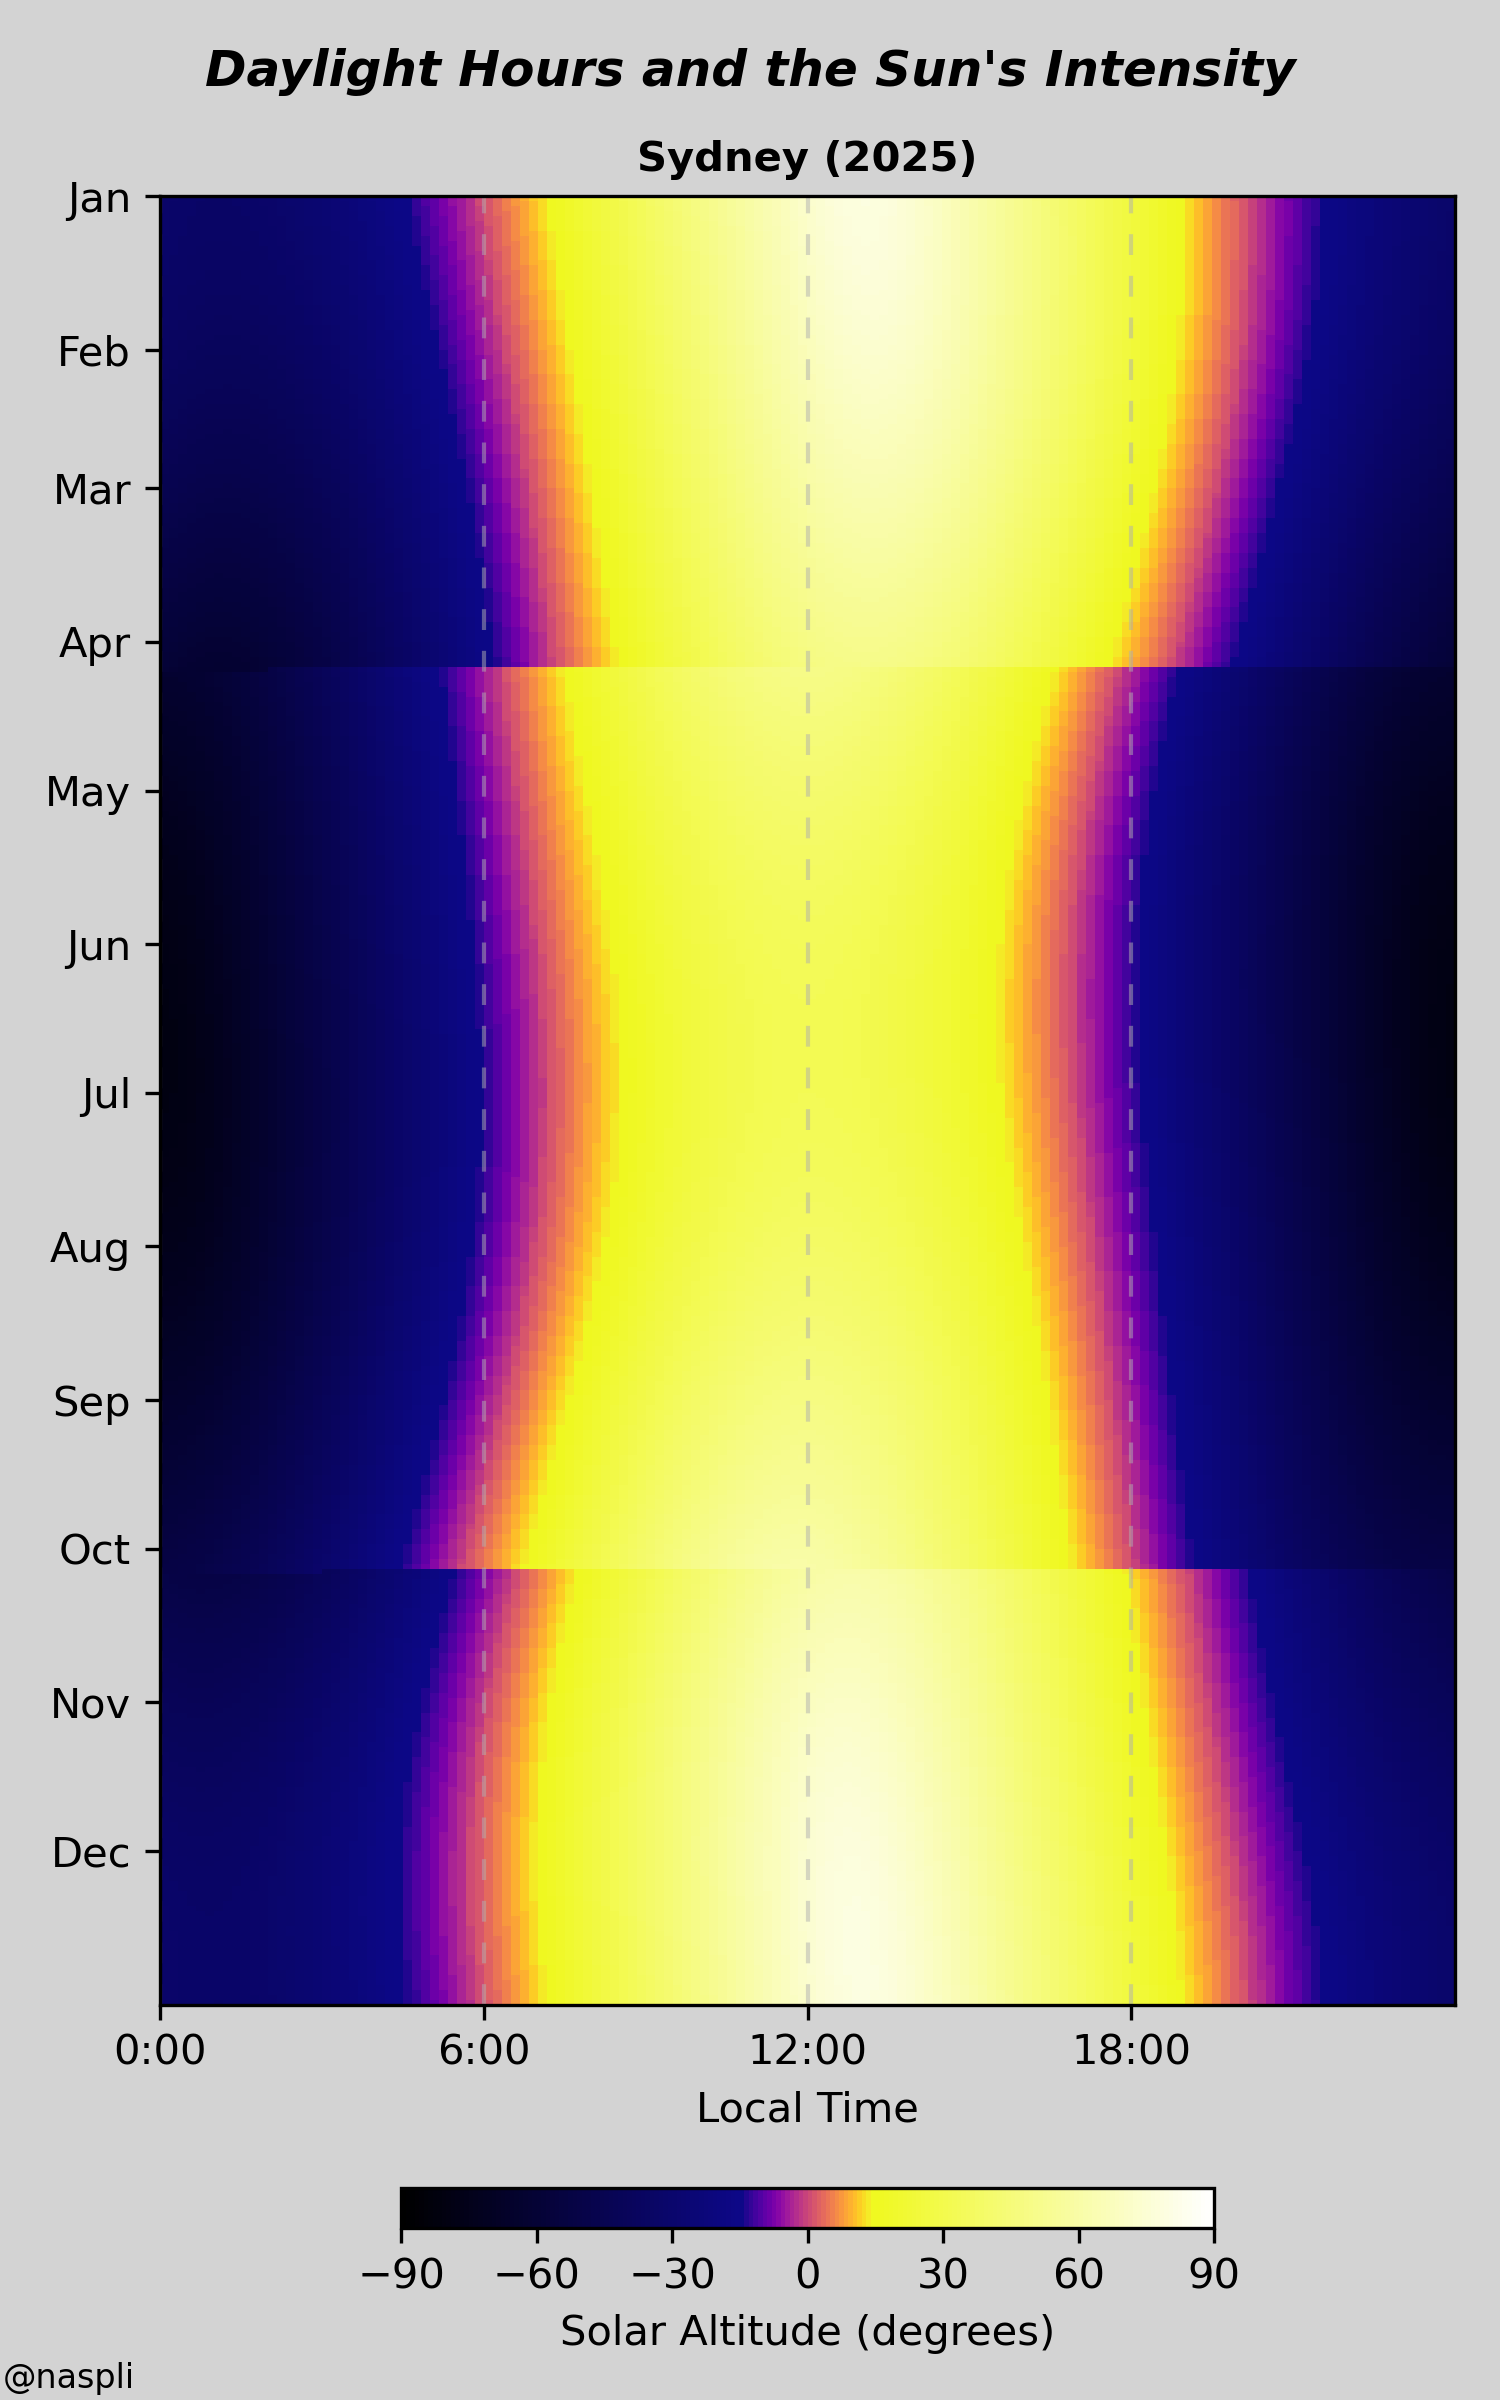 Daylight Hours and the Sun's Intensity
Sydney (2025)
Jan
Feb
Mar
Apr
May
Jun
Jul
Aug
Sep
Oct
Nov
Dec
0:00 6:00 12:00 18:00
Local Time
−90 −60 −30 0 30 60 90
Solar Altitude (degrees)
@naspli